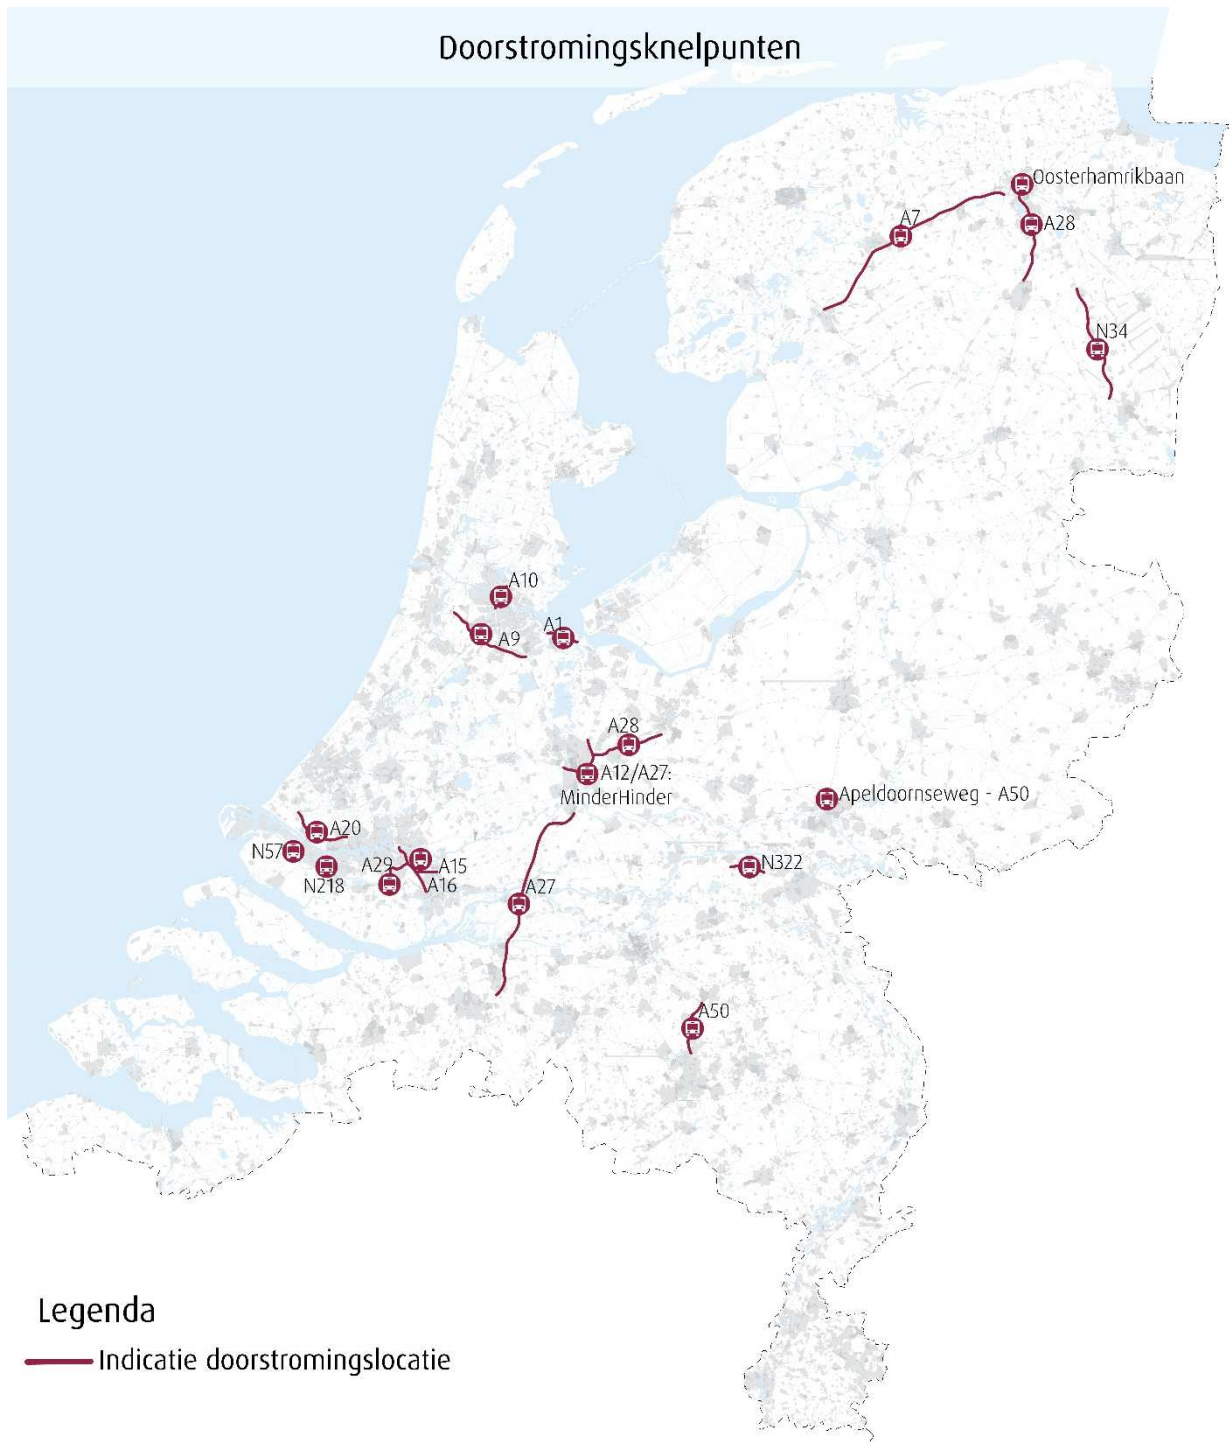 Doorstromingsknelpunten
Oosterhamrikbaan
A7
A28
N34
A10
A1
A9
A28
A12/A27:
MinderHinder
Apeldoornseweg - A50
A20
N57
A29
A15
N322
N218
A16
A27
A50
Legenda
Indicatie doorstromingslocatie